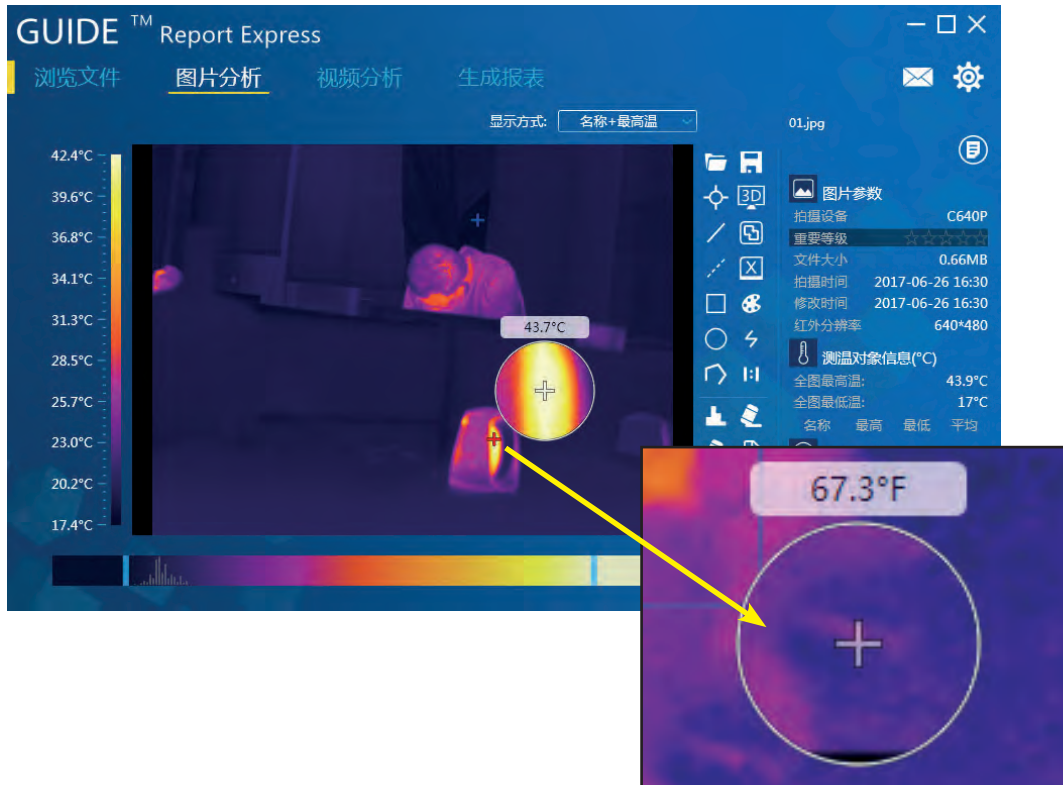 GUIDE ™ Report Express
浏览文件 图片分析 视频分析 生成报表
显示方式: 名称+最高温
01.jpg
42.4°C
39.6°C
36.8°C
34.1°C
31.3°C
28.5°C
25.7°C
23.0°C
20.2°C
17.4°C
43.7°C
3D
X
1:1
图片参数
拍摄设备 C640P
重要等级
文件大小 0.66MB
拍摄时间 2017-06-26 16:30
修改时间 2017-06-26 16:30
红外分辨率 640*480
测温对象信息(°C)
全图最高温: 43.9°C
全图最低温: 17°C
名称 最高 最低 平均
67.3°F